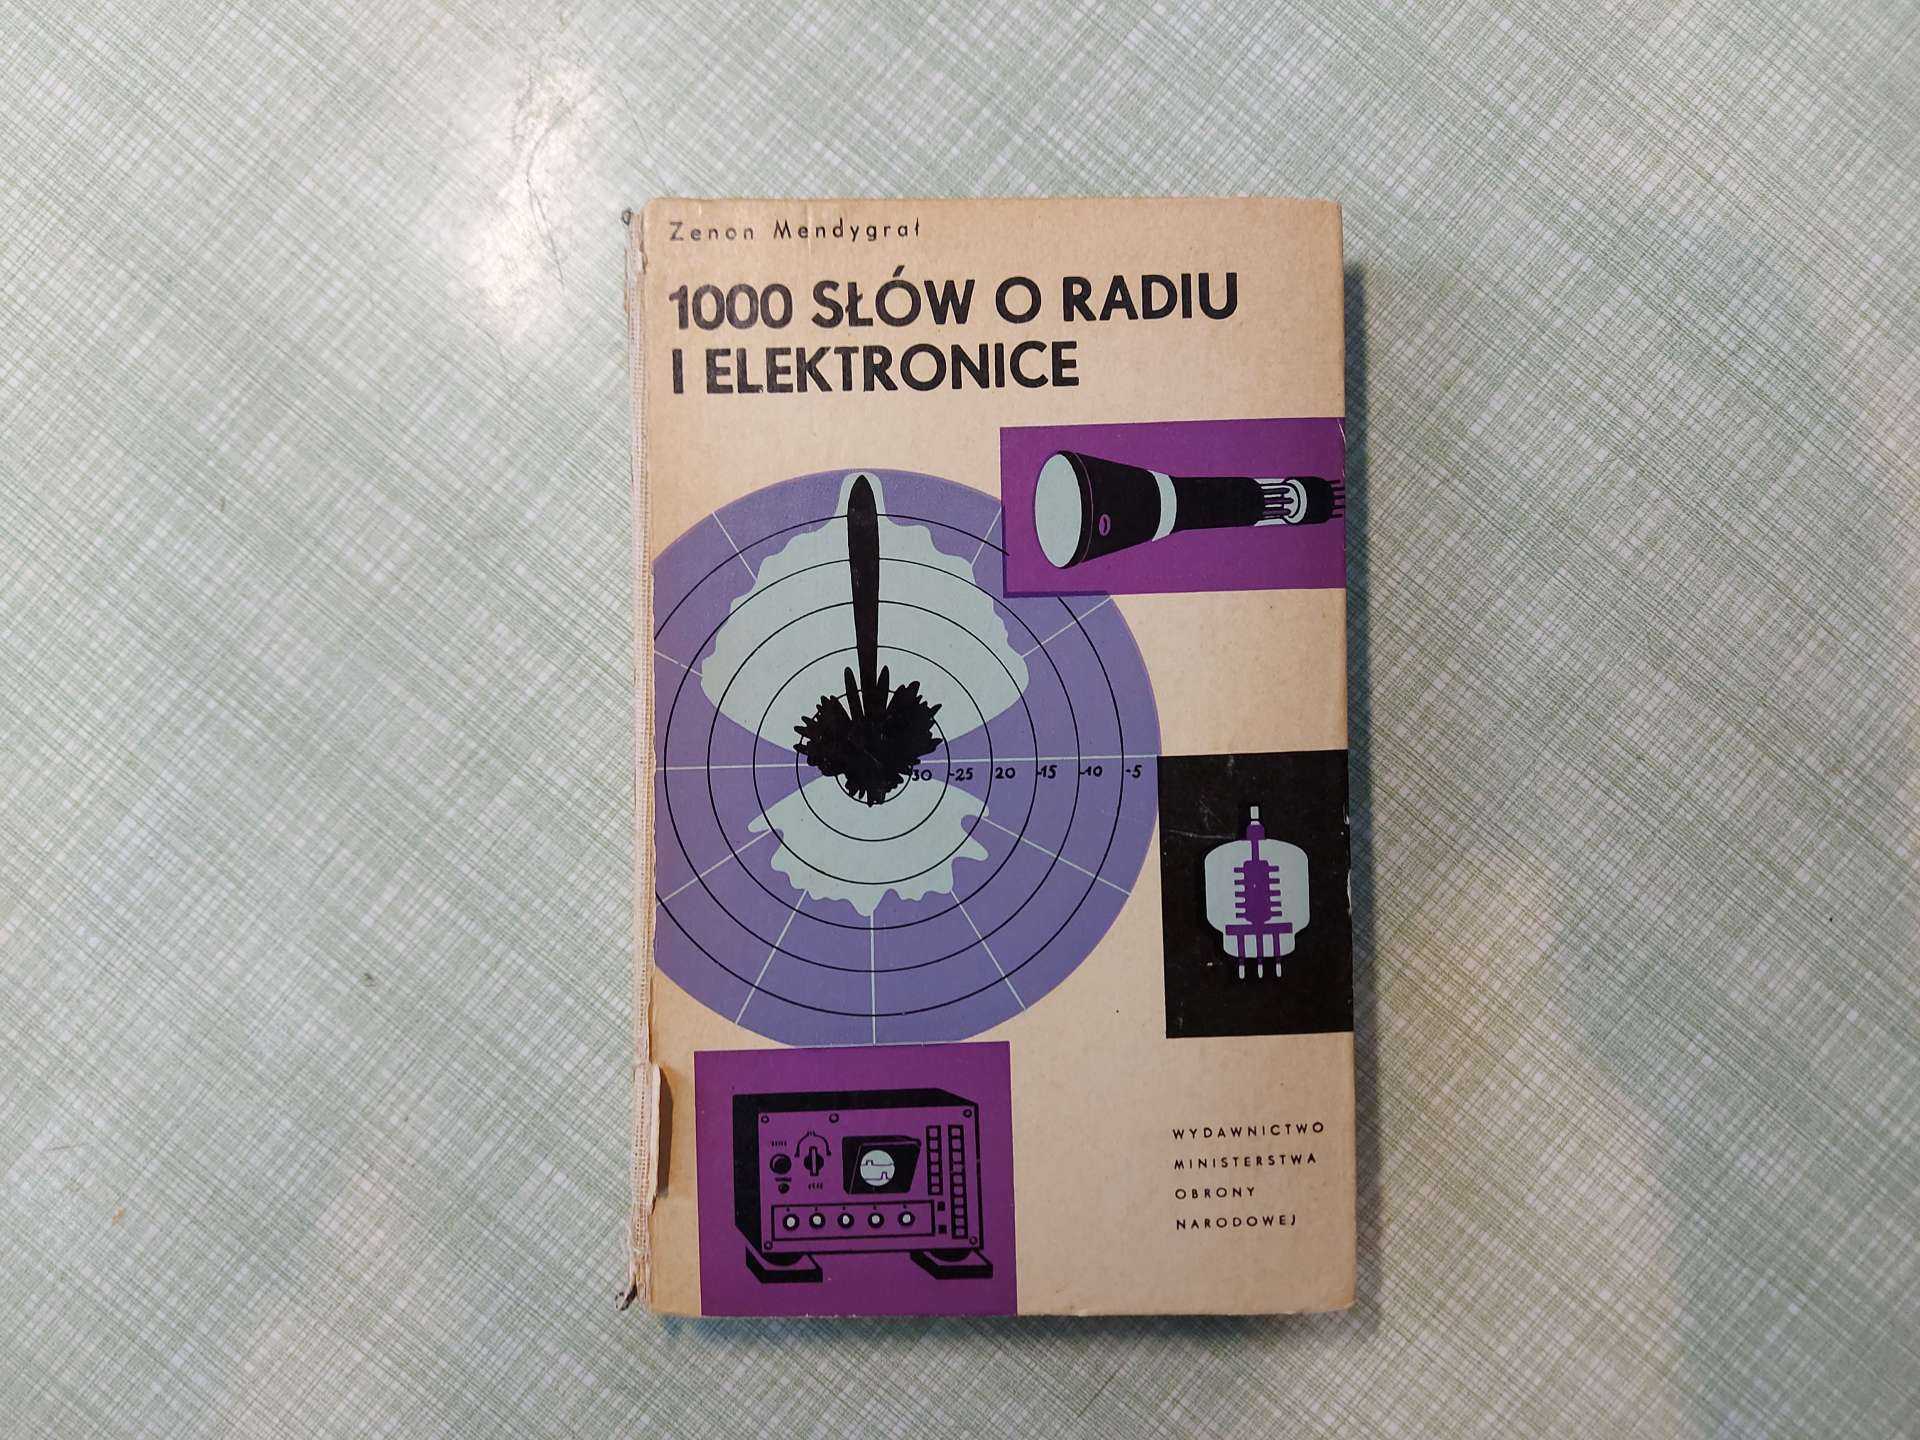 Zenon Mendygrał
1000 SŁÓW O RADIU
I ELEKTRONICE
30 -25 20 -15 -10 -5
WYDAWNICTWO
MINISTERSTWA
OBRONY
NARODOWEJ